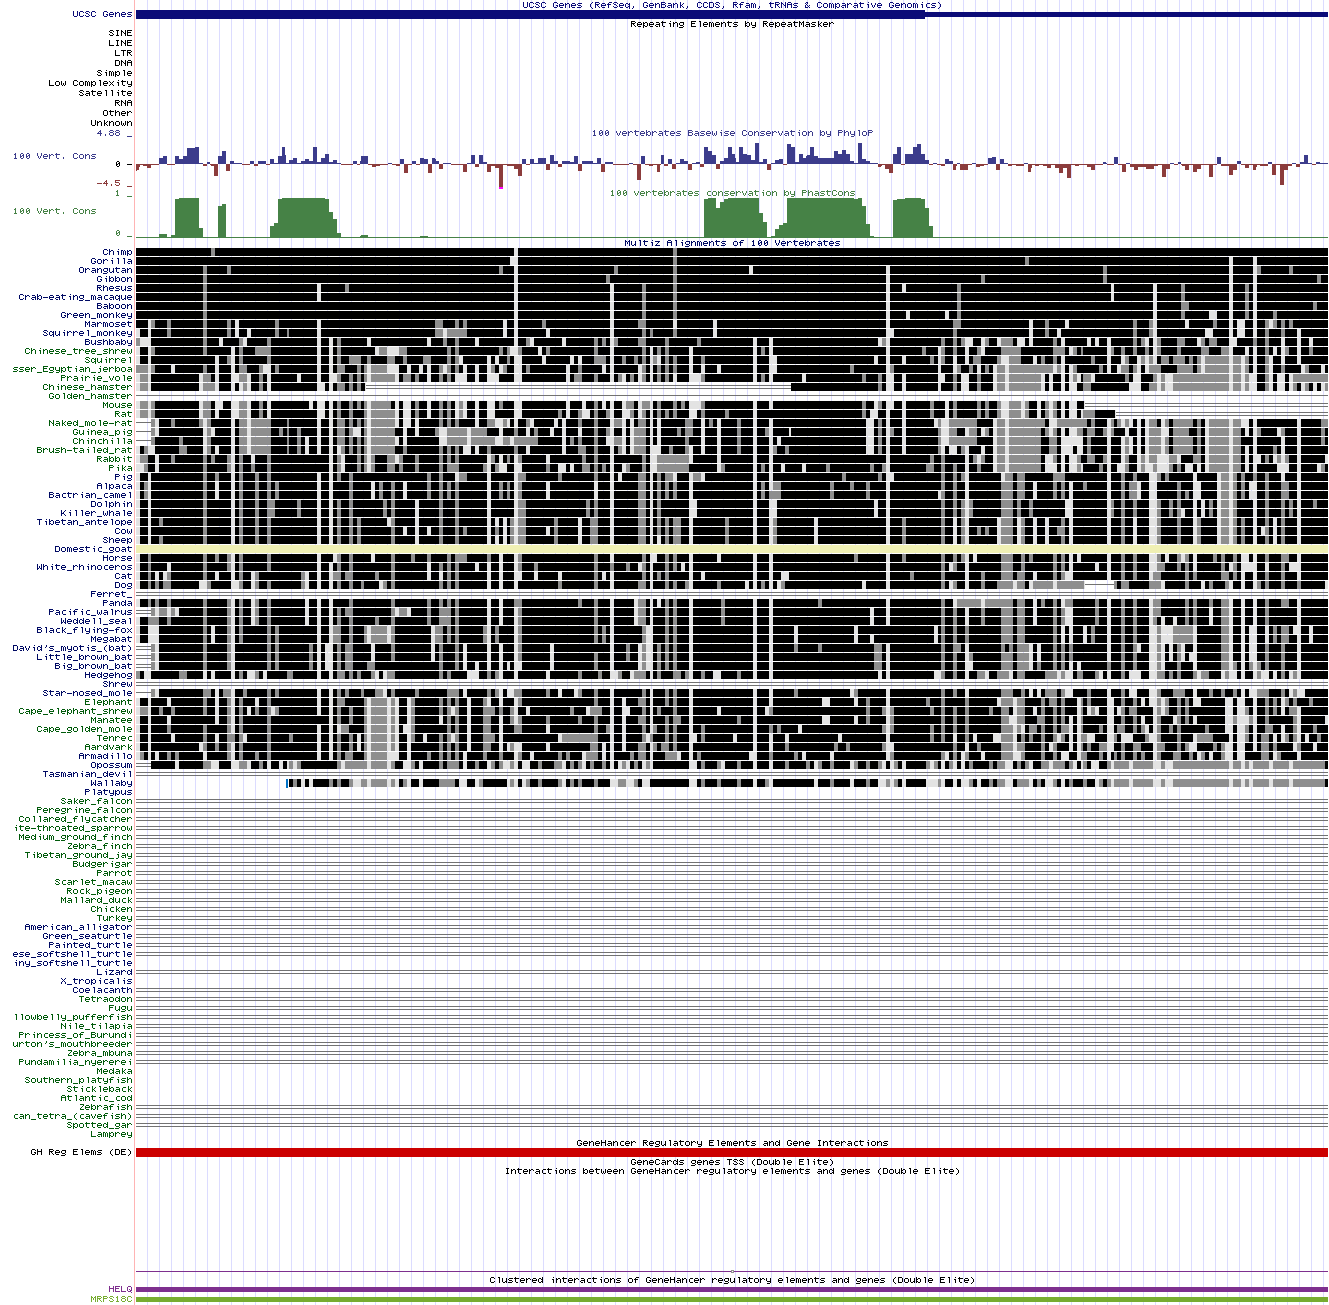 UCSC Genes (RefSeq, GenBank, CCDS, Rfam, tRNAs & Comparative Genomics)
UCSC Genes
Repeating Elements by RepeatMasker
SINE
LINE
LTR
DNA
Simple
Low Complexity
Satellite
RNA
Other
Unknown
4.88 _
100 vertebrates Basewise Conservation by PhyloP
100 Vert. Cons
0 _
-4.5 _
1 _
100 vertebrates conservation by PhastCons
100 Vert. Cons
0 _
Multiz Alignments of 100 Vertebrates
Chimp
Gorilla
Orangutan
Gibbon
Rhesus
Crab-eating_macaque
Baboon
Green_monkey
Marmoset
Squirrel_monkey
Bushbaby
Chinese_tree_shrew
Squirrel
sser_Egyptian_jerboa
Prairie_vole
Chinese_hamster
Golden_hamster
Mouse
Rat
Naked_mole-rat
Guinea_pig
Chinchilla
Brush-tailed_rat
Rabbit
Pika
Pig
Alpaca
Bactrian_camel
Dolphin
Killer_whale
Tibetan_antelope
Cow
Sheep
Domestic_goat
Horse
White_rhinoceros
Cat
Dog
Ferret_
Panda
Pacific_walrus
Weddell_seal
Black_flying-fox
Megabat
David's_myotis_(bat)
Little_brown_bat
Big_brown_bat
Hedgehog
Shrew
Star-nosed_mole
Elephant
Cape_elephant_shrew
Manatee
Cape_golden_mole
Tenrec
Aardvark
Armadillo
Opossum
Tasmanian_devil
Wallaby
Platypus
Saker_falcon
Peregrine_falcon
Collared_flycatcher
ite-throated_sparrow
Medium_ground_finch
Zebra_finch
Tibetan_ground_jay
Budgerigar
Parrot
Scarlet_macaw
Rock_pigeon
Mallard_duck
Chicken
Turkey
American_alligator
Green_seaturtle
Painted_turtle
ese_softshell_turtle
iny_softshell_turtle
Lizard
X_tropicalis
Coelacanth
Tetraodon
Fugu
llowbelly_pufferfish
Nile_tilapia
Princess_of_Burundi
urton's_mouthbreeder
Zebra_mbuna
Pundamilia_nyererei
Medaka
Southern_platyfish
Stickleback
Atlantic_cod
Zebrafish
can_tetra_(cavefish)
Spotted_gar
Lamprey
GeneHancer Regulatory Elements and Gene Interactions
GH Reg Elems (DE)
GeneCards genes TSS (Double Elite)
Interactions between GeneHancer regulatory elements and genes (Double Elite)
Clustered interactions of GeneHancer regulatory elements and genes (Double Elite)
HELQ
MRPS18C